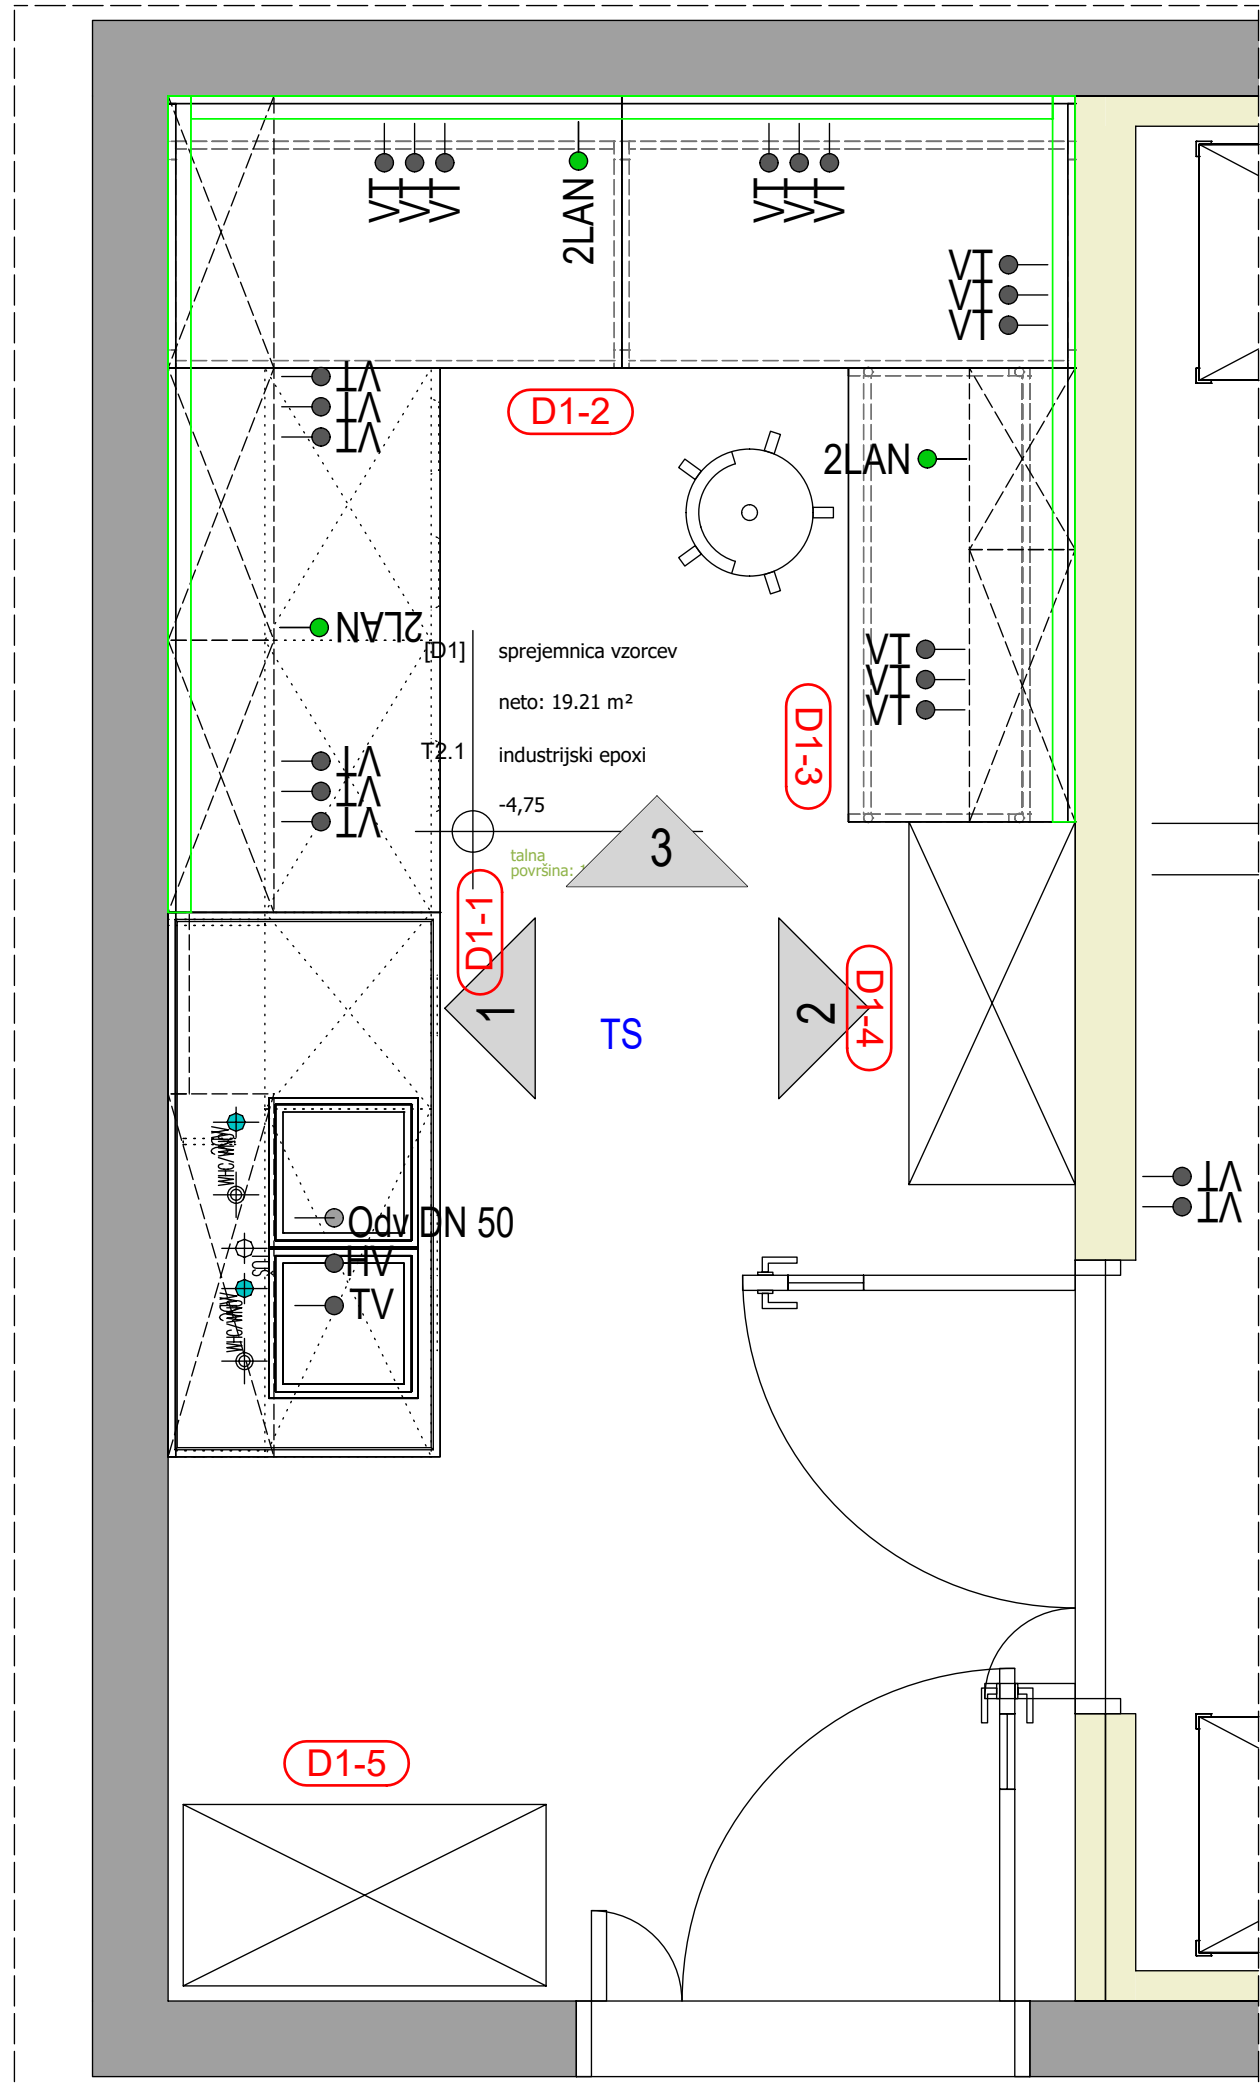 VT
VT
VT
2LAN
VT
VT
VT
VT
VT
VT
VT
VT
VT
D1-2
2LAN
2LAN
[D1]
sprejemnica vzorcev
neto: 19.21 m²
T2.1
industrijski epoxi
-4,75
talna
površina:
VT
VT
VT
D1-3
VT
VT
VT
3
D1-1
1
TS
2
D1-4
Odv DN 50
HV
TV
VT
VT
D1-5